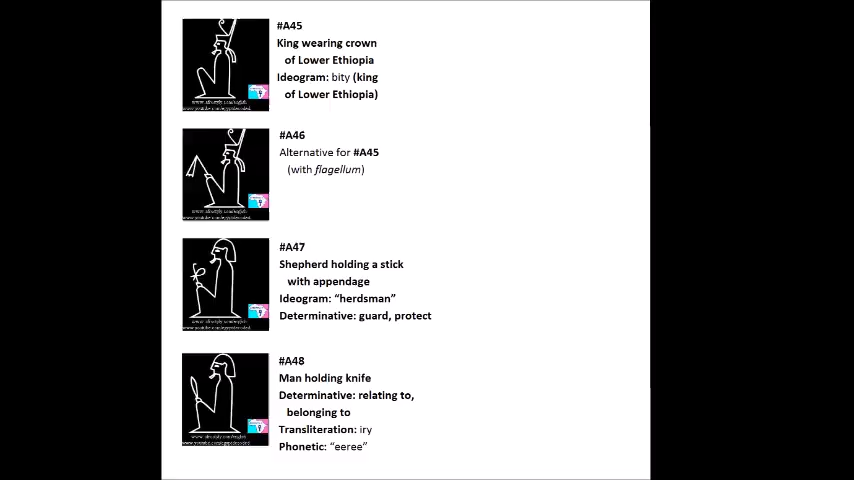 #A45
King wearing crown
of Lower Ethiopia
Ideogram: bity (king
of Lower Ethiopia)
#A46
Alternative for #A45
(with flagellum)
#A47
Shepherd holding a stick
with appendage
Ideogram: “herdsman”
Determinative: guard, protect
#A48
Man holding knife
Determinative: relating to,
belonging to
Transliteration: iry
Phonetic: “eeree”